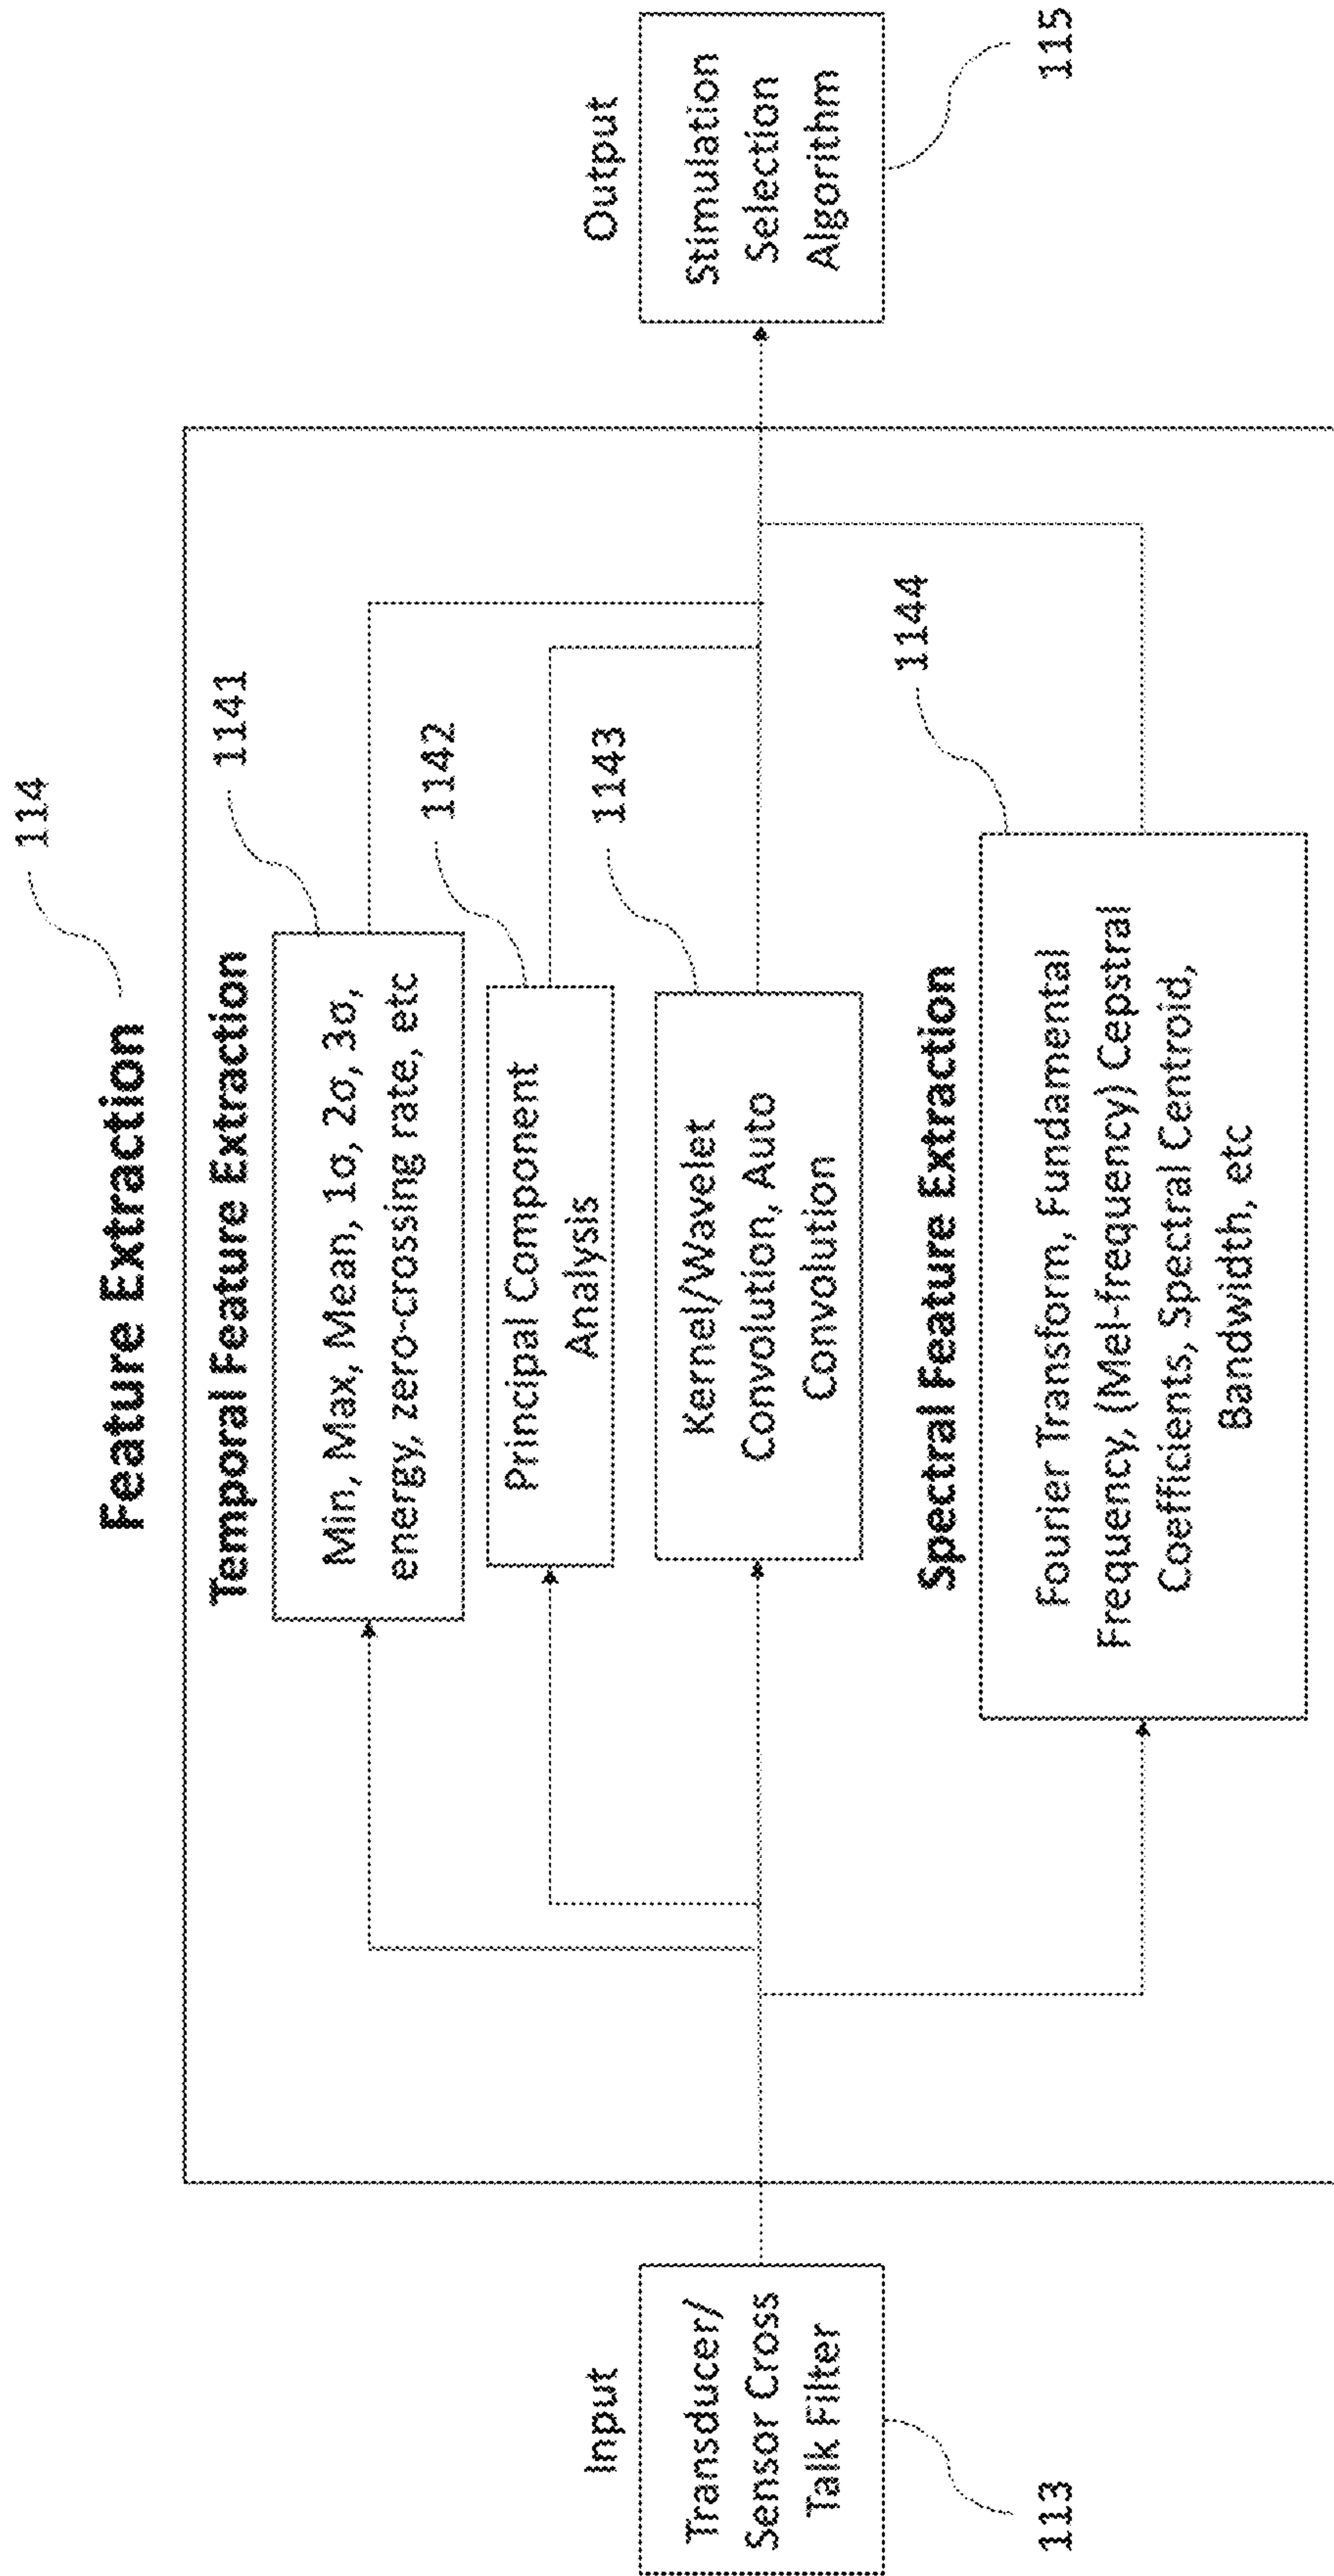 114
Feature Extraction
Temporal Feature Extraction
1141
Min, Max, Mean, 1σ, 2σ, 3σ,
energy, zero-crossing rate, etc
1142
Principal Component
Analysis
1143
Kernel/Wavelet
Convolution, Auto
Convolution
1144
Spectral Feature Extraction
Fourier Transform, Fundamental
Frequency, (Mel-frequency) Cepstral
Coefficients, Spectral Centroid,
Bandwidth, etc
Input
Transducer/
Sensor Cross
Talk Filter
113
Output
Stimulation
Selection
Algorithm
115